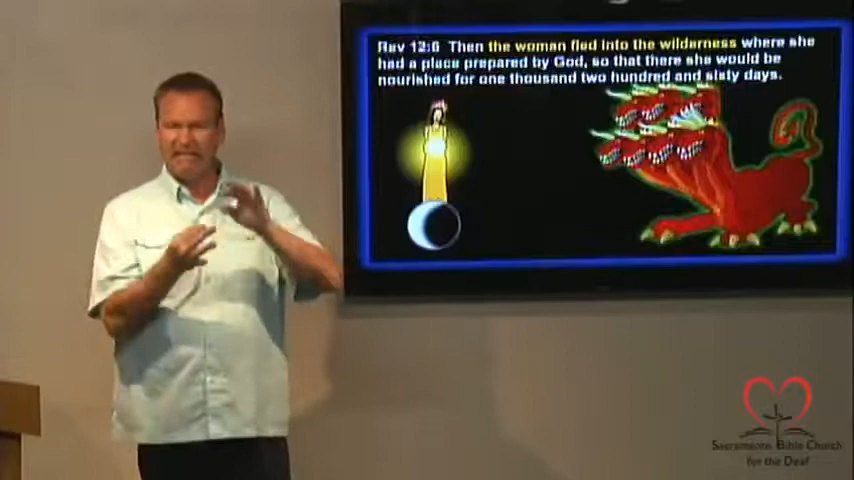 Rev 12:6 Then the woman fled into the wilderness where she
had a place prepared by God, so that there she would be
nourished for one thousand two hundred and sixty days.
Sacramento Bible Church
for the Deaf